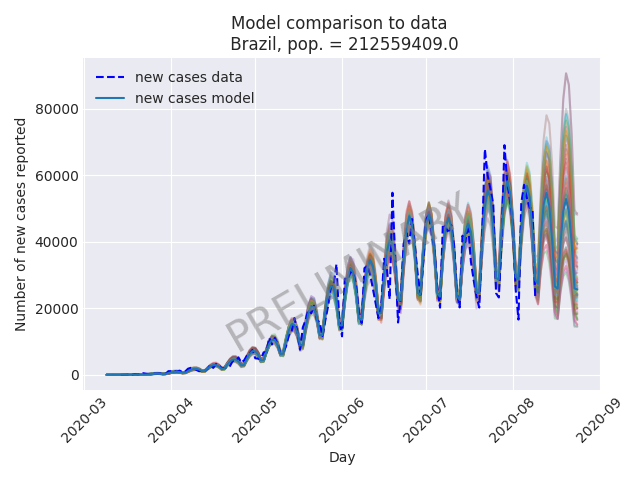 Model comparison to data
Brazil, pop. = 212559409.0
new cases data
new cases model
Number of new cases reported
80000
60000
40000
20000
0
PRELIMINARY
2020-03
2020-04
2020-05
2020-06
2020-07
2020-08
2020-09
Day